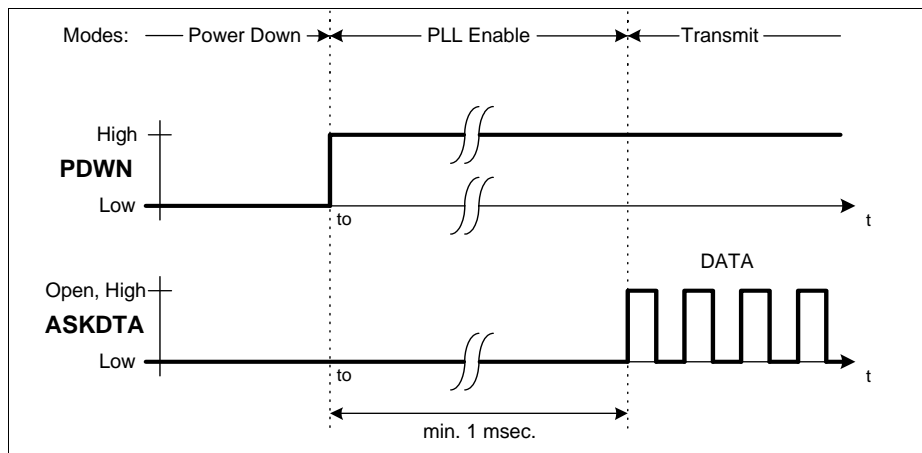 Modes: Power Down PLL Enable Transmit
High
PDWN
Low
to
t
DATA
Open, High
ASKDTA
Low
to
t
min. 1 msec.